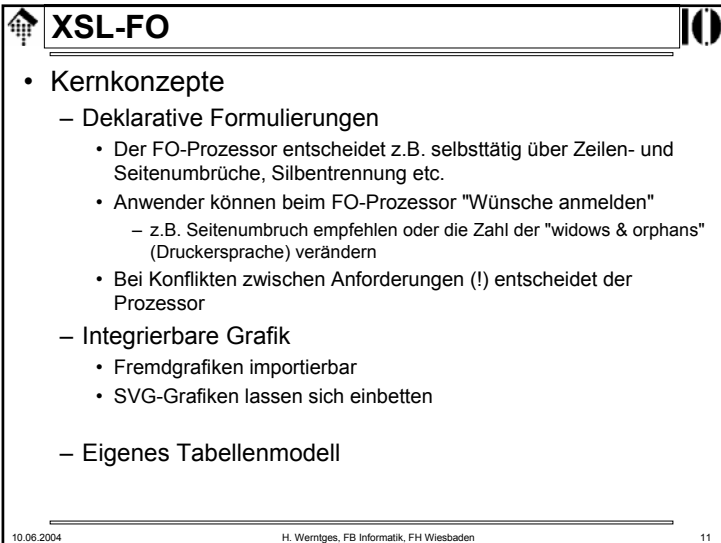 XSL-FO
• Kernkonzepte
– Deklarative Formulierungen
• Der FO-Prozessor entscheidet z.B. selbsttätig über Zeilen- und
Seitenumbrüche, Silbentrennung etc.
• Anwender können beim FO-Prozessor "Wünsche anmelden"
– z.B. Seitenumbruch empfehlen oder die Zahl der "widows & orphans"
(Druckersprache) verändern
• Bei Konflikten zwischen Anforderungen (!) entscheidet der
Prozessor
– Integrierbare Grafik
• Fremdgrafiken importierbar
• SVG-Grafiken lassen sich einbetten
– Eigenes Tabellenmodell
10.06.2004 H. Werntges, FB Informatik, FH Wiesbaden 11